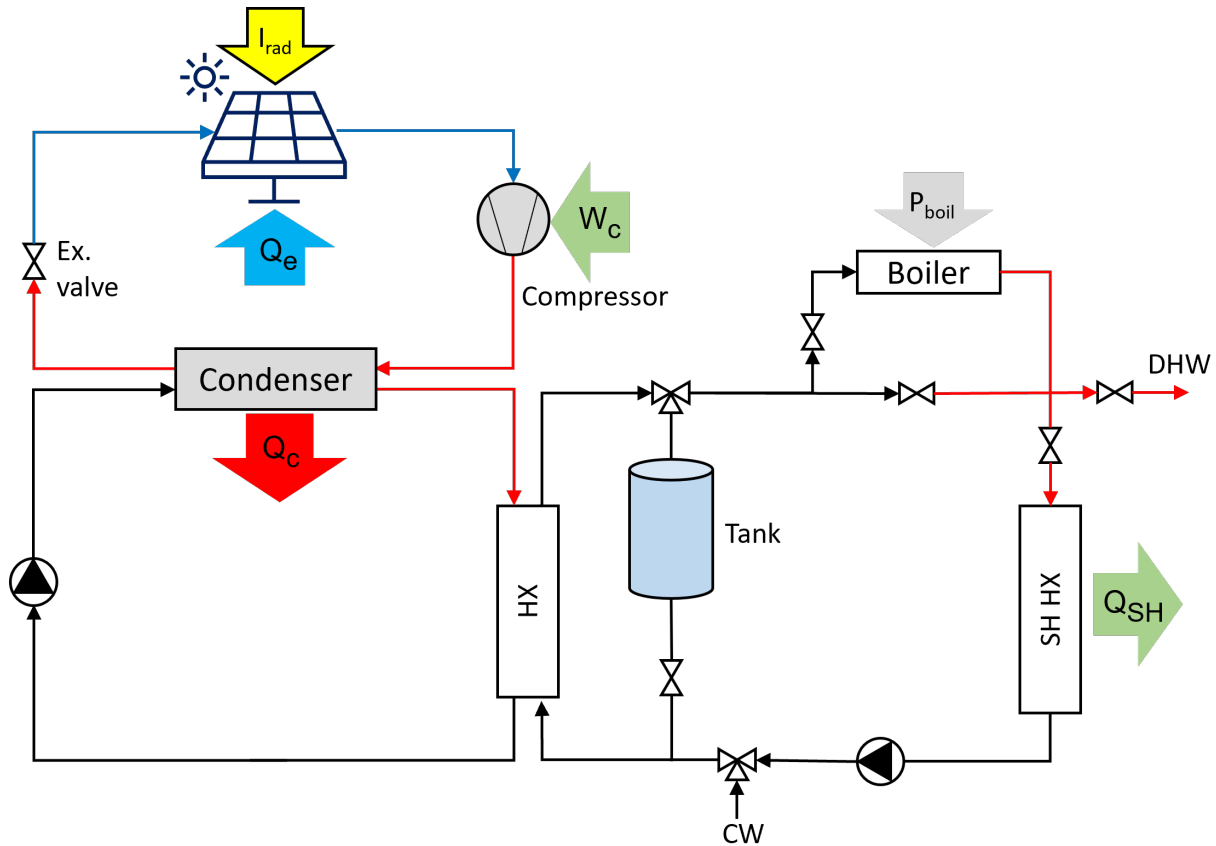 I_rad
Q_e
W_c
P_boil
Ex.
valve
Compressor
Boiler
Condenser
DHW
Q_c
Tank
HX
SH HX
Q_SH
CW